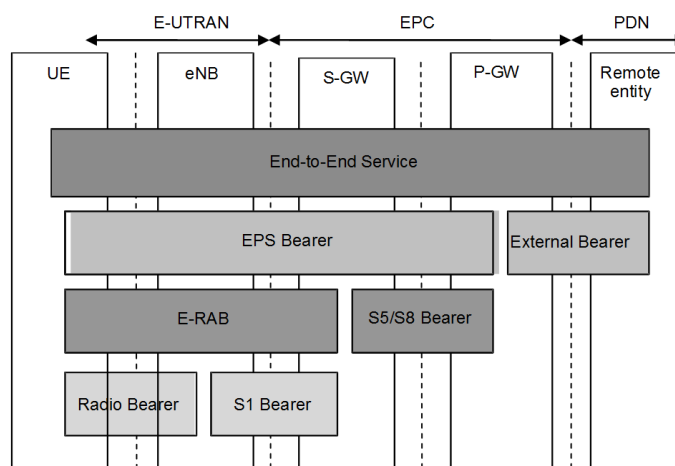 E-UTRAN EPC PDN
UE eNB S-GW P-GW Remote
entity
End-to-End Service
EPS Bearer External Bearer
E-RAB S5/S8 Bearer
Radio Bearer S1 Bearer